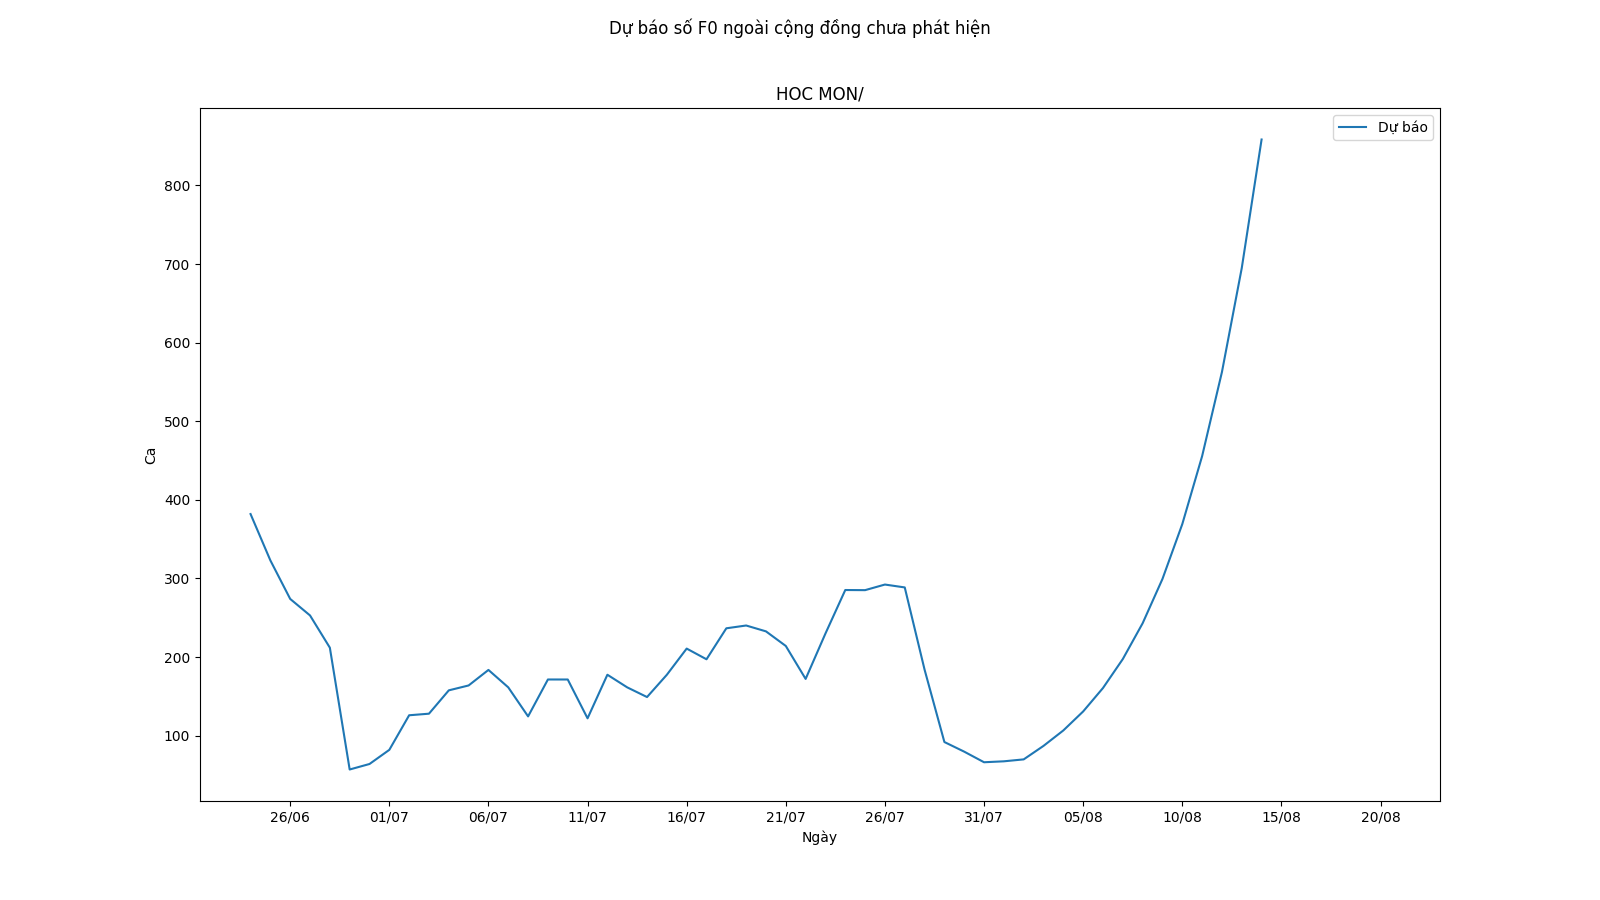 Dự báo số F0 ngoài cộng đồng chưa phát hiện
HOC MON/
Dự báo
800
700
600
500
400
300
200
100
Ca
26/06 01/07 06/07 11/07 16/07 21/07 26/07 31/07 05/08 10/08 15/08 20/08
Ngày